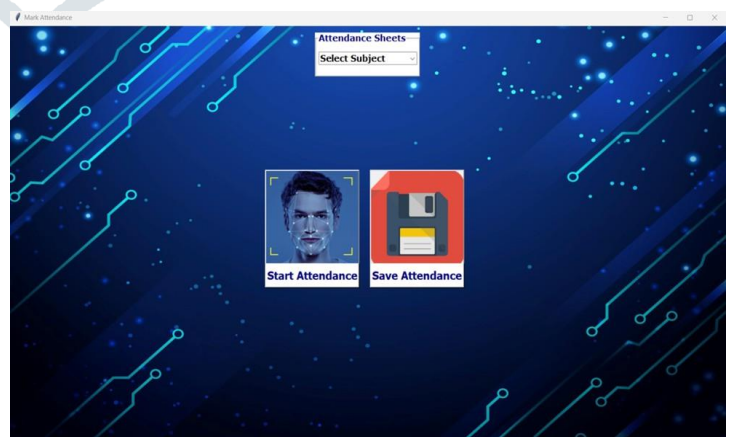 Mark Attendance
Attendance Sheets
Select Subject
Start Attendance
Save Attendance